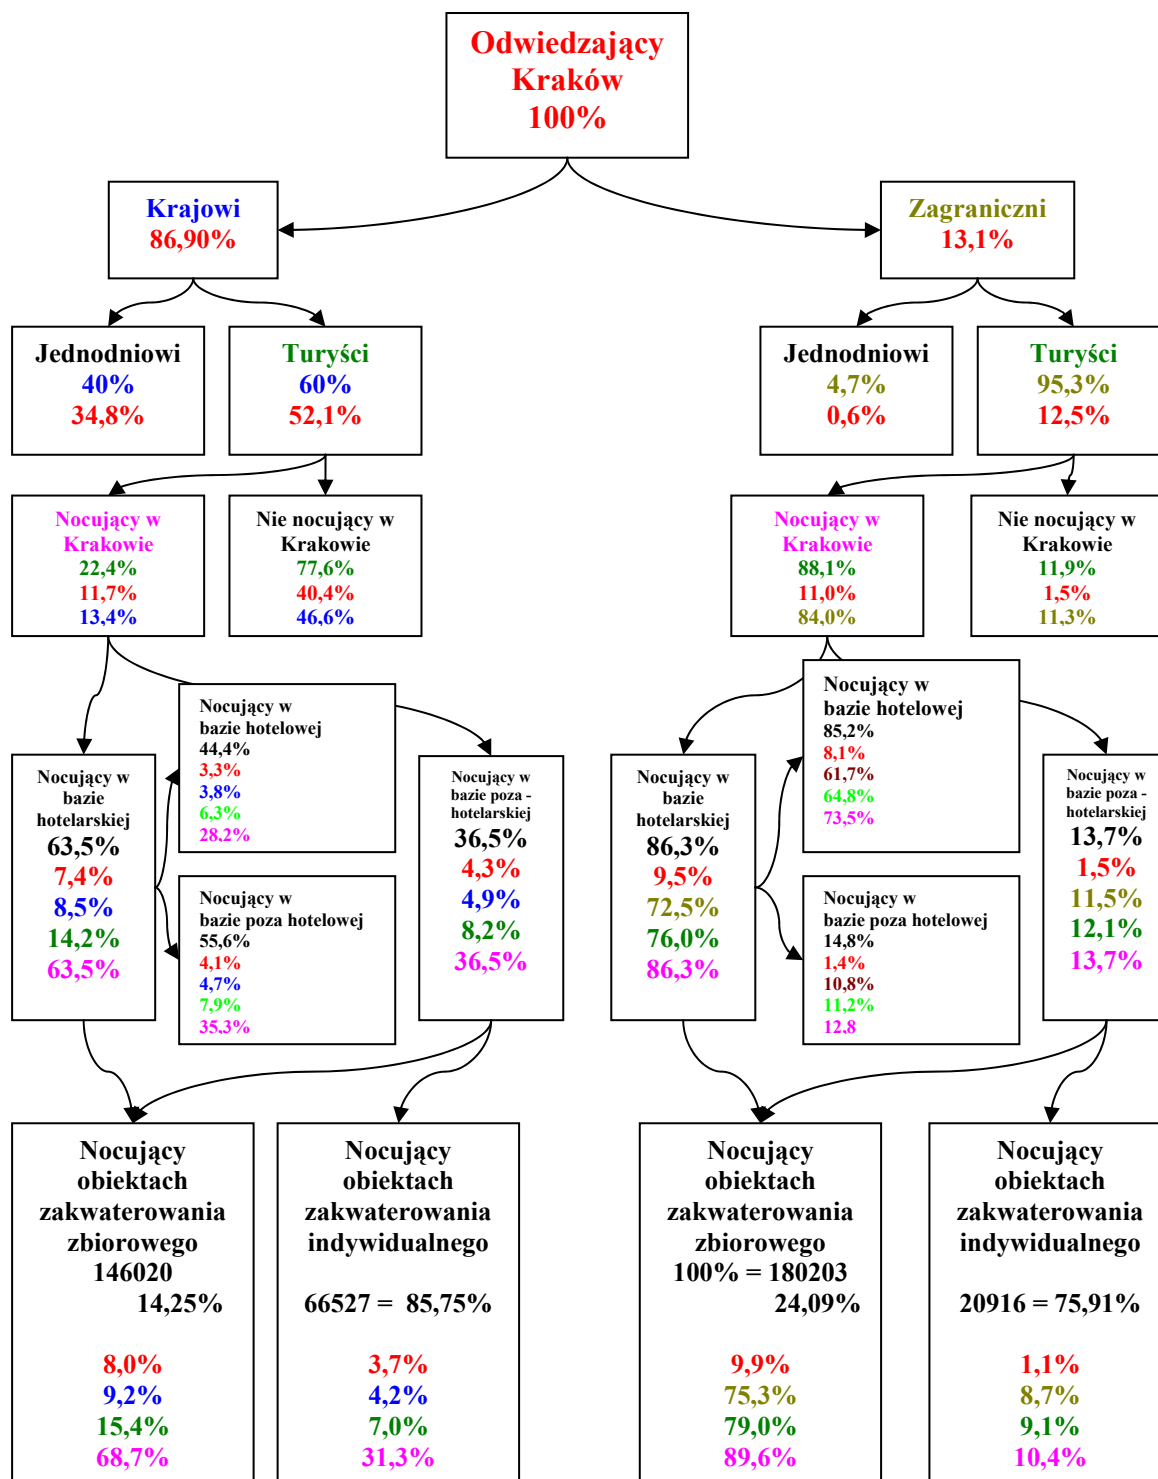 Odwiedzający
Kraków
100%
Krajowi
86,90%
Zagraniczni
13,1%
Jednodniowi
40%
34,8%
Turyści
60%
52,1%
Jednodniowi
4,7%
0,6%
Turyści
95,3%
12,5%
Nocujący w
Krakowie
22,4%
11,7%
13,4%
Nie nocujący w
Krakowie
77,6%
40,4%
46,6%
Nocujący w
Krakowie
88,1%
11,0%
84,0%
Nie nocujący w
Krakowie
11,9%
1,5%
11,3%
Nocujący w
bazie
hotelarskiej
63,5%
7,4%
8,5%
14,2%
63,5%
Nocujący w
bazie hotelowej
44,4%
3,3%
3,8%
6,3%
28,2%
Nocujący w
bazie poza hotelowej
55,6%
4,1%
4,7%
7,9%
35,3%
Nocujący w
bazie poza -
hotelarskiej
36,5%
4,3%
4,9%
8,2%
36,5%
Nocujący w
bazie
hotelarskiej
86,3%
9,5%
72,5%
76,0%
86,3%
Nocujący w
bazie hotelowej
85,2%
8,1%
61,7%
64,8%
73,5%
Nocujący w
bazie poza hotelowej
14,8%
1,4%
10,8%
11,2%
12,8
Nocujący w
bazie poza -
hotelarskiej
13,7%
1,5%
11,5%
12,1%
13,7%
Nocujący
obiektach
zakwaterowania
zbiorowego
146020
14,25%
8,0%
9,2%
15,4%
68,7%
Nocujący
obiektach
zakwaterowania
indywidualnego
66527 = 85,75%
3,7%
4,2%
7,0%
31,3%
Nocujący
obiektach
zakwaterowania
zbiorowego
100% = 180203
24,09%
9,9%
75,3%
79,0%
89,6%
Nocujący
obiektach
zakwaterowania
indywidualnego
20916 = 75,91%
1,1%
8,7%
9,1%
10,4%